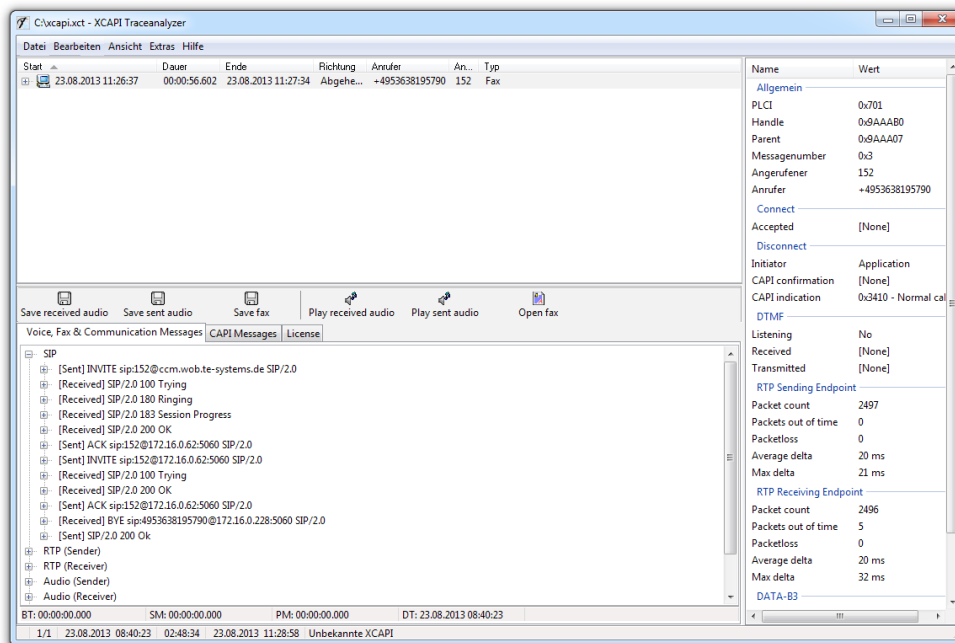 C:\xcapi.xct - XCAPI Traceanalyzer
Datei Bearbeiten Ansicht Extras Hilfe
Start Dauer Ende Richtung Anrufer An... Typ
23.08.2013 11:26:37 00:00:56.602 23.08.2013 11:27:34 Abgehe... +4953638195790 152 Fax
Save received audio Save sent audio Save fax Play received audio Play sent audio Open fax
Voice, Fax & Communication Messages CAPI Messages License
SIP
[Sent] INVITE sip:152@ccm.wob.te-systems.de SIP/2.0
[Received] SIP/2.0 100 Trying
[Received] SIP/2.0 180 Ringing
[Received] SIP/2.0 183 Session Progress
[Received] SIP/2.0 200 OK
[Sent] ACK sip:152@172.16.0.62:5060 SIP/2.0
[Sent] INVITE sip:152@172.16.0.62:5060 SIP/2.0
[Received] SIP/2.0 100 Trying
[Received] SIP/2.0 200 OK
[Sent] ACK sip:152@172.16.0.62:5060 SIP/2.0
[Received] BYE sip:4953638195790@172.16.0.228:5060 SIP/2.0
[Sent] SIP/2.0 200 Ok
RTP (Sender)
RTP (Receiver)
Audio (Sender)
Audio (Receiver)
BT: 00:00:00.000 SM: 00:00:00.000 PM: 00:00:00.000 DT: 23.08.2013 08:40:23
1/1 23.08.2013 08:40:23 02:48:34 23.08.2013 11:28:58 Unbekannte XCAPI
Name Wert
Allgemein
PLCI 0x701
Handle 0x9AAAB0
Parent 0x9AAA07
Messagenumber 0x3
Angerufener 152
Anrufer +4953638195790
Connect
Accepted [None]
Disconnect
Initiator Application
CAPI confirmation [None]
CAPI indication 0x3410 - Normal cal
DTMF
Listening No
Received [None]
Transmitted [None]
RTP Sending Endpoint
Packet count 2497
Packets out of time 0
Packetloss 0
Average delta 20 ms
Max delta 21 ms
RTP Receiving Endpoint
Packet count 2496
Packets out of time 5
Packetloss 0
Average delta 20 ms
Max delta 32 ms
DATA-B3